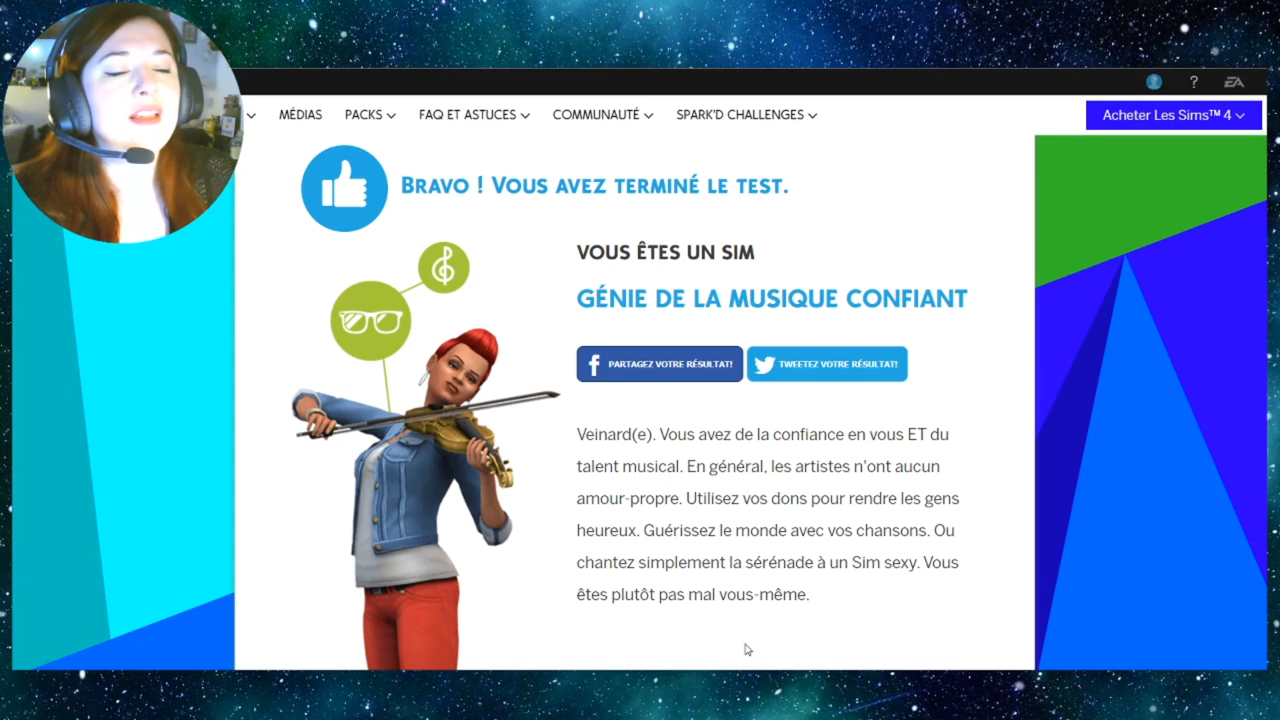 EA
MÉDIAS PACKS FAQ ET ASTUCES COMMUNAUTÉ SPARK'D CHALLENGES Acheter Les Sims™ 4
BRAVO ! VOUS AVEZ TERMINÉ LE TEST.
VOUS ÊTES UN SIM
GÉNIE DE LA MUSIQUE CONFIANT
PARTAGEZ VOTRE RÉSULTAT! TWEETEZ VOTRE RÉSULTAT!
Veinard(e). Vous avez de la confiance en vous ET du
talent musical. En général, les artistes n'ont aucun
amour-propre. Utilisez vos dons pour rendre les gens
heureux. Guérissez le monde avec vos chansons. Ou
chantez simplement la sérénade à un Sim sexy. Vous
êtes plutôt pas mal vous-même.